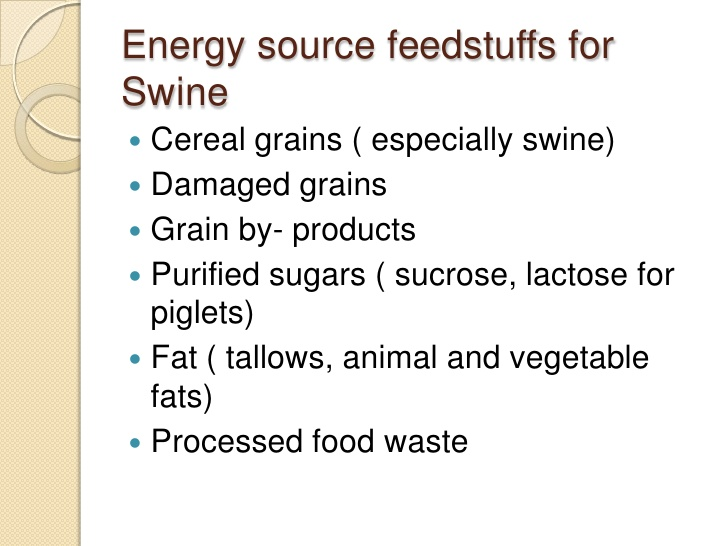 Energy source feedstuffs for
Swine
• Cereal grains ( especially swine)
• Damaged grains
• Grain by- products
• Purified sugars ( sucrose, lactose for
piglets)
• Fat ( tallows, animal and vegetable
fats)
• Processed food waste